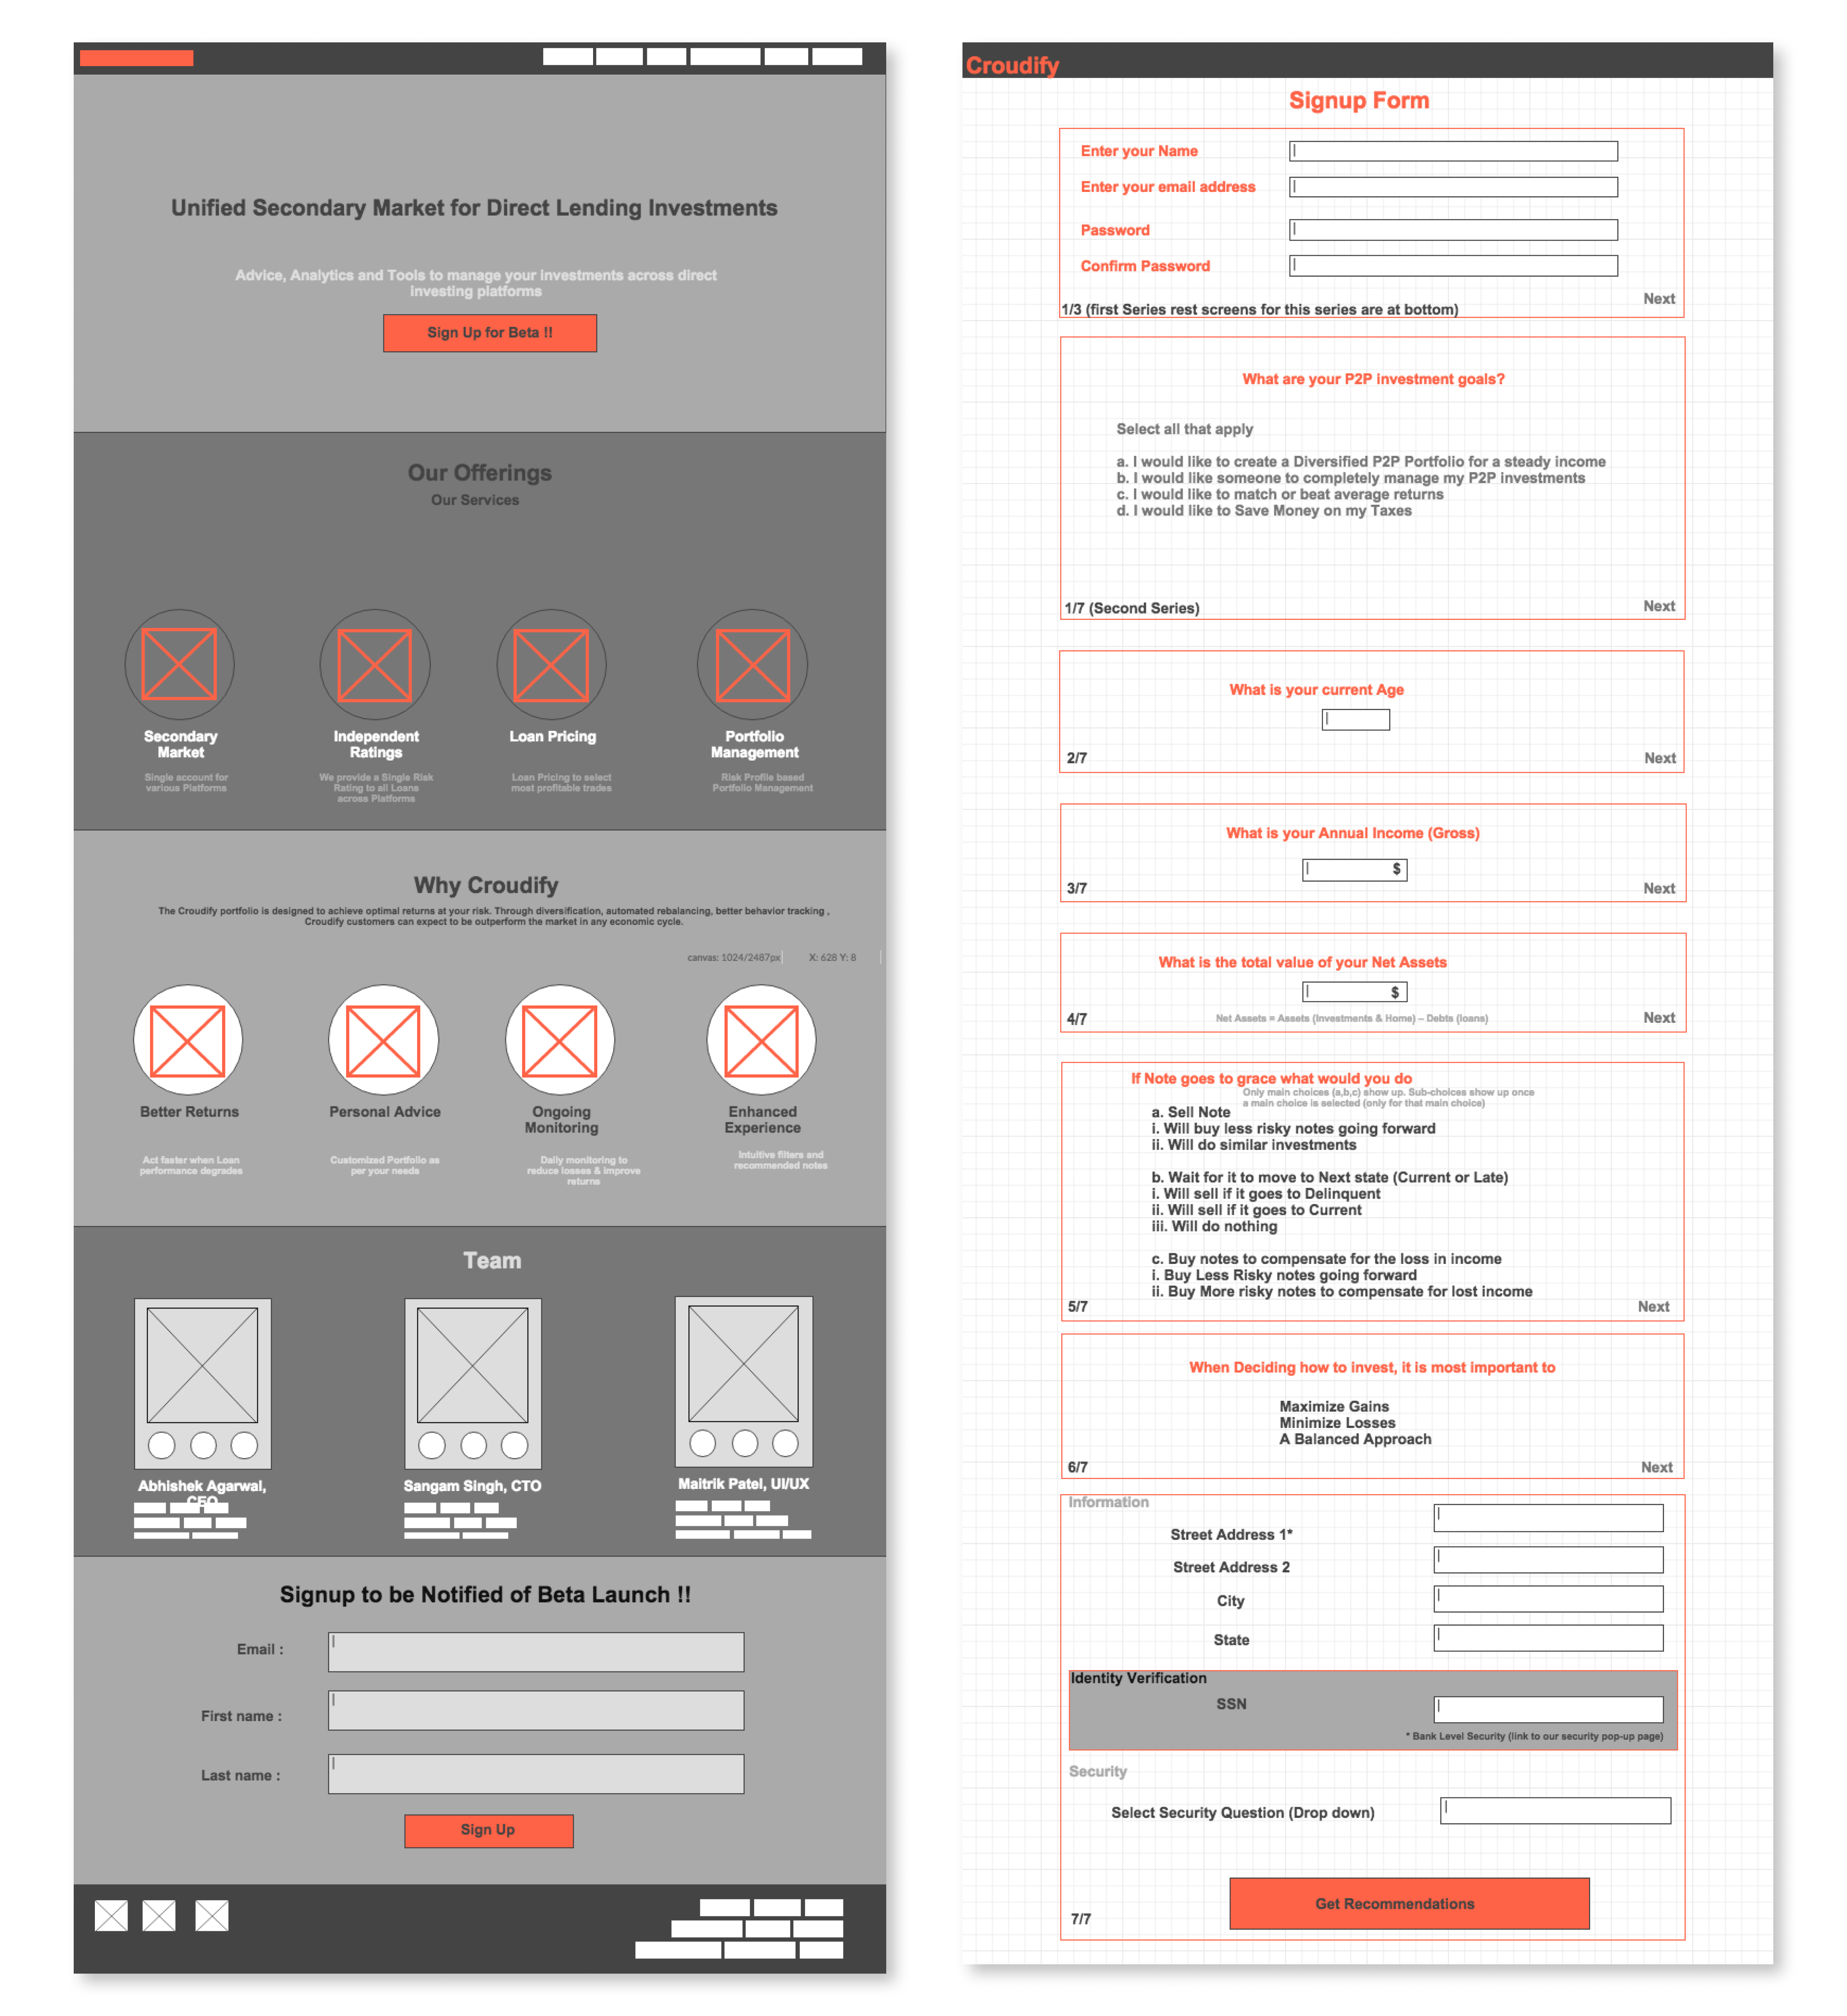 Unified Secondary Market for Direct Lending Investments
Advice, Analytics and Tools to manage your investments across direct
investing platforms
Sign Up for Beta !!
Our Offerings
Our Services
Secondary
Market
Single account for
various Platforms
Independent
Ratings
We provide a Single Risk
Rating to all Loans
across Platforms
Loan Pricing
Loan Pricing to select
most profitable trades
Portfolio
Management
Risk Profile based
Portfolio Management
Why Croudify
The Croudify portfolio is designed to achieve optimal returns at your risk. Through diversification, automated rebalancing, better behavior tracking ,
Croudify customers can expect to be outperform the market in any economic cycle.
canvas: 1024/2487px
X: 628 Y: 8
Better Returns
Act faster when Loan
performance degrades
Personal Advice
Customized Portfolio as
per your needs
Ongoing
Monitoring
Daily monitoring to
reduce losses & Improve
returns
Enhanced
Experience
Intuitive filters and
recommended notes
Team
Abhishek Agarwal,
CEO
Sangam Singh, CTO
Maitrik Patel, UI/UX
Signup to be Notified of Beta Launch !!
Email :
First name :
Last name :
Sign Up
Croudify
Signup Form
Enter your Name
Enter your email address
Password
Confirm Password
Next
1/3 (first Series rest screens for this series are at bottom)
What are your P2P investment goals?
Select all that apply
a. I would like to create a Diversified P2P Portfolio for a steady income
b. I would like someone to completely manage my P2P investments
c. I would like to match or beat average returns
d. I would like to Save Money on my Taxes
1/7 (Second Series)
Next
What is your current Age
2/7
Next
What is your Annual Income (Gross)
$
3/7
Next
What is the total value of your Net Assets
$
4/7
Net Assets = Assets (Investments & Home) – Debts (loans)
Next
If Note goes to grace what would you do
Only main choices (a,b,c) show up. Sub-choices show up once
a main choice is selected (only for that main choice)
a. Sell Note
i. Will buy less risky notes going forward
ii. Will do similar investments
b. Wait for it to move to Next state (Current or Late)
i. Will sell if it goes to Delinquent
ii. Will sell if it goes to Current
iii. Will do nothing
c. Buy notes to compensate for the loss in income
i. Buy Less Risky notes going forward
ii. Buy More risky notes to compensate for lost income
5/7
Next
When Deciding how to invest, it is most important to
Maximize Gains
Minimize Losses
A Balanced Approach
6/7
Next
Information
Street Address 1*
Street Address 2
City
State
Identity Verification
SSN
* Bank Level Security (link to our security pop-up page)
Security
Select Security Question (Drop down)
Get Recommendations
7/7